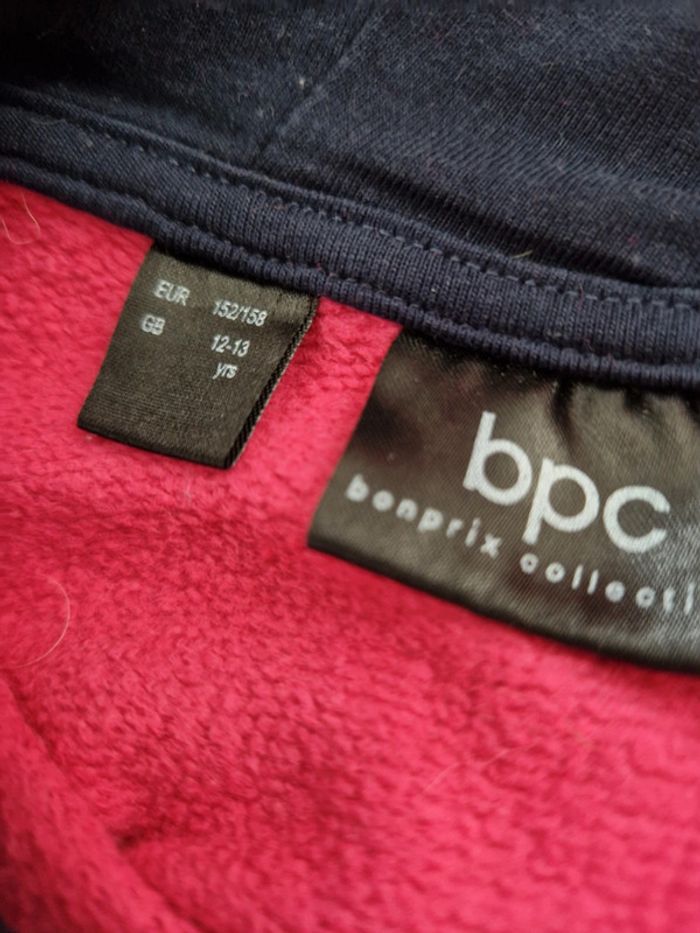 EUR 152/158
GB 12-13
yrs
bpc
bonprix collecti